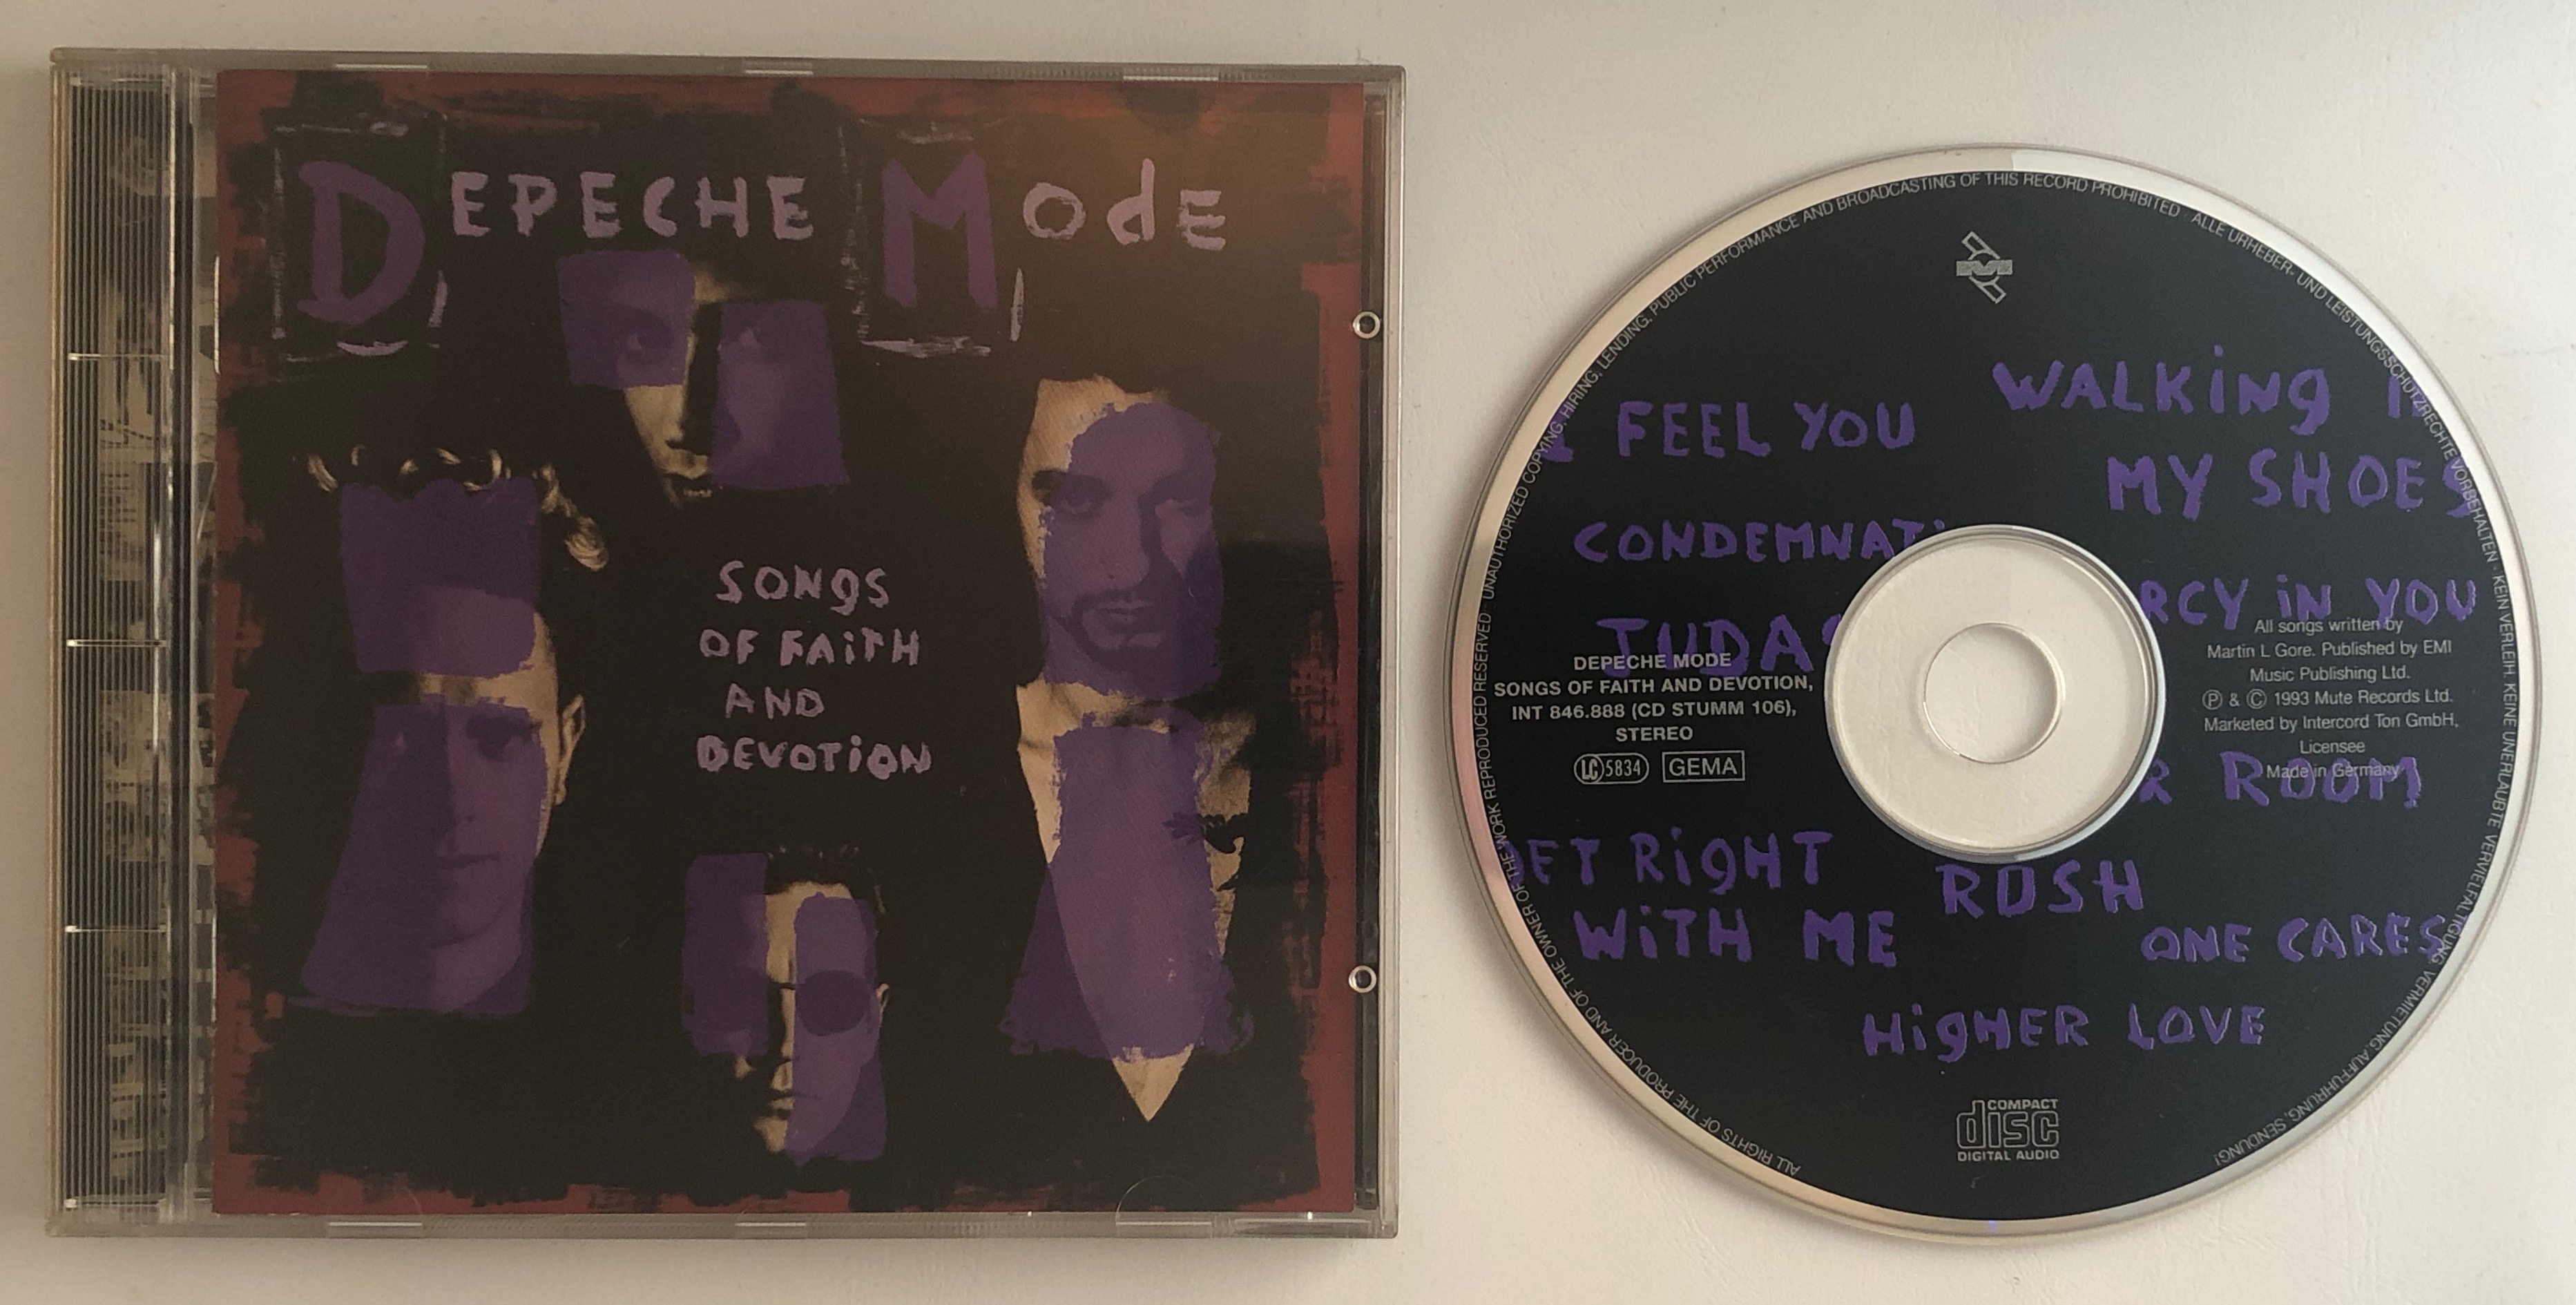 DEPECHE MODE
SONGS
OF FAITH
AND
DEVOTION
I FEEL YOU
WALKING
MY SHOES
CONDEMNATi
RCY iN YOU
JUDAS
R ROOM
ET RigHT
WiTH ME
RUSH
ONE CARES
HigHER LOVE
DEPECHE MODE
SONGS OF FAITH AND DEVOTION,
INT 846.888 (CD STUMM 106),
STEREO
LC 5834 GEMA
All songs written by
Martin L Gore. Published by EMI
Music Publishing Ltd.
Ⓟ & © 1993 Mute Records Ltd.
Marketed by Intercord Ton GmbH,
Licensee
Made in Germany
COMPACT
disc
DIGITAL AUDIO
ALL RIGHTS OF THE PRODUCER AND OF THE OWNER OF THE WORK REPRODUCED RESERVED · UNAUTHORIZED COPYING, HIRING, LENDING, PUBLIC PERFORMANCE AND BROADCASTING OF THIS RECORD PROHIBITED · ALLE URHEBER- UND LEISTUNGSSCHUTZRECHTE VORBEHALTEN · KEIN VERLEIH. KEINE UNERLAUBTE VERVIELFÄLTIGUNG, VERMIETUNG, AUFFÜHRUNG, SENDUNG!